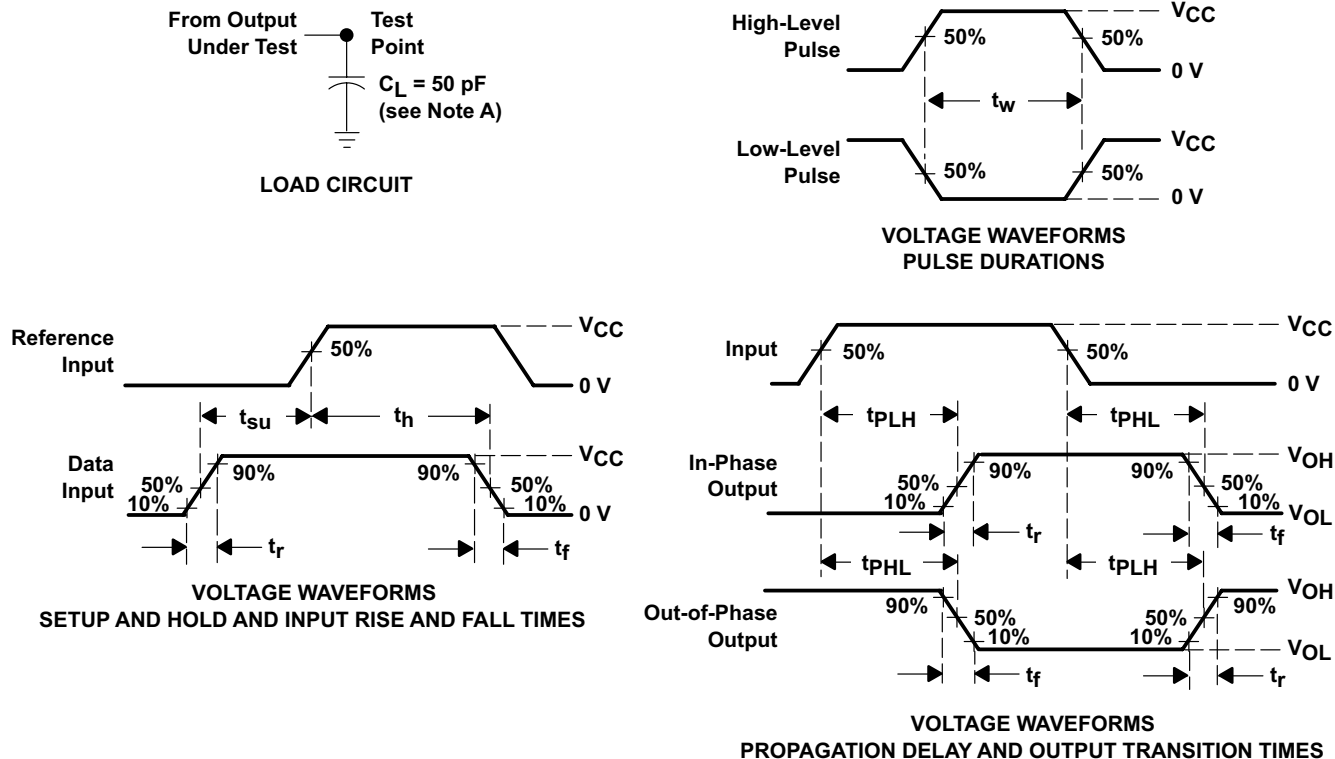 From Output
Under Test
Test
Point
CL = 50 pF
(see Note A)
LOAD CIRCUIT
High-Level
Pulse
50%
50%
VCC
0 V
tw
Low-Level
Pulse
50%
50%
VCC
0 V
VOLTAGE WAVEFORMS
PULSE DURATIONS
Reference
Input
50%
VCC
0 V
tsu
th
Data
Input
50%
10%
90%
90%
50%
10%
VCC
0 V
tr
tf
VOLTAGE WAVEFORMS
SETUP AND HOLD AND INPUT RISE AND FALL TIMES
Input
50%
50%
VCC
0 V
tPLH
tPHL
In-Phase
Output
50%
10%
90%
90%
50%
10%
VOH
VOL
tr
tf
tPHL
tPLH
Out-of-Phase
Output
90%
50%
10%
50%
10%
90%
VOH
VOL
tf
tr
VOLTAGE WAVEFORMS
PROPAGATION DELAY AND OUTPUT TRANSITION TIMES